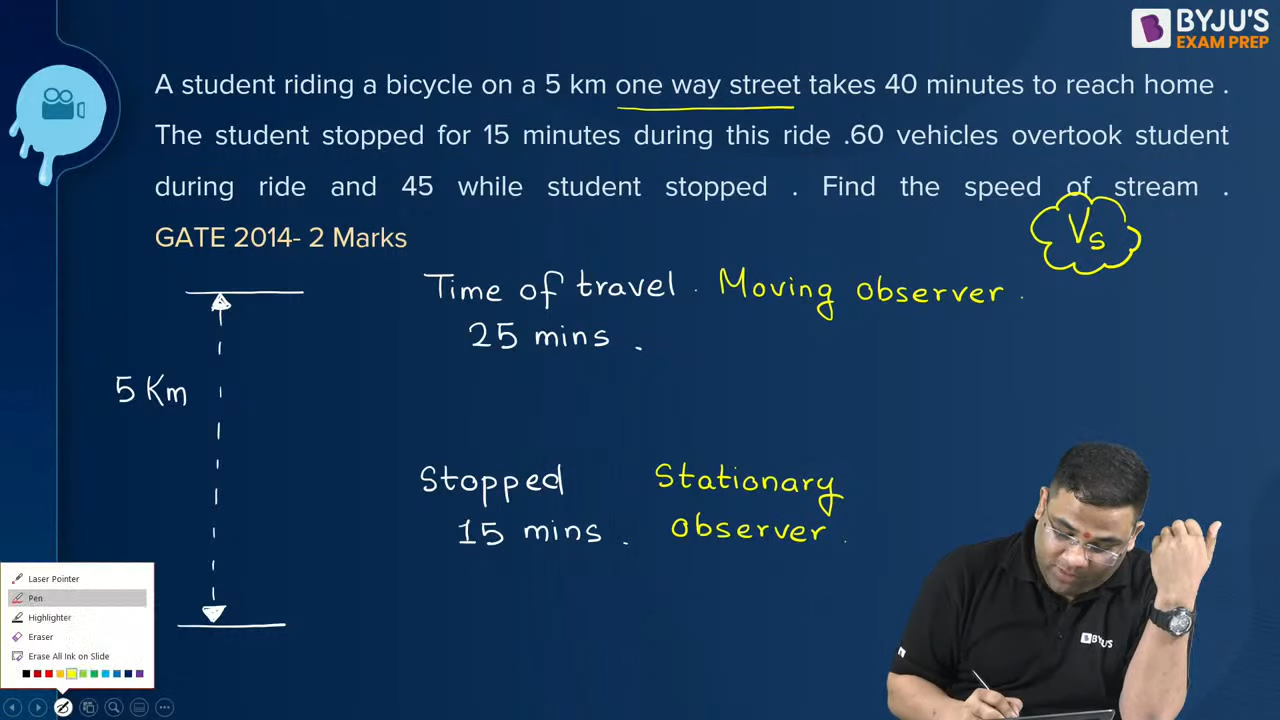 BYJU'S
EXAM PREP
A student riding a bicycle on a 5 km one way street takes 40 minutes to reach home .
The student stopped for 15 minutes during this ride .60 vehicles overtook student
during ride and 45 while student stopped . Find the speed of stream .
GATE 2014- 2 Marks
Vs
Time of travel . Moving observer .
25 mins .
5 Km
Stopped Stationary
15 mins . observer .
Laser Pointer
Pen
Highlighter
Eraser
Erase All Ink on Slide
BYJU'S